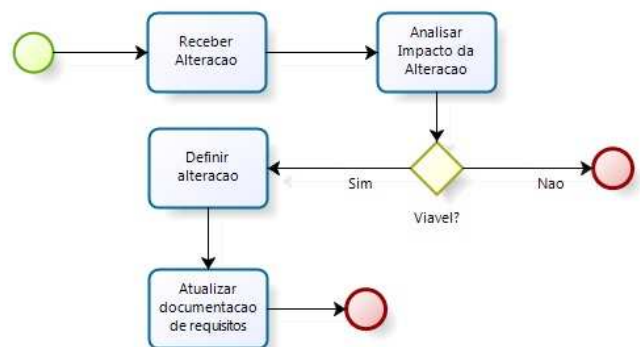 Receber
Alteracao
Analisar
Impacto da
Alteracao
Definir
alteracao
Sim
Nao
Viavel?
Atualizar
documentacao
de requisitos